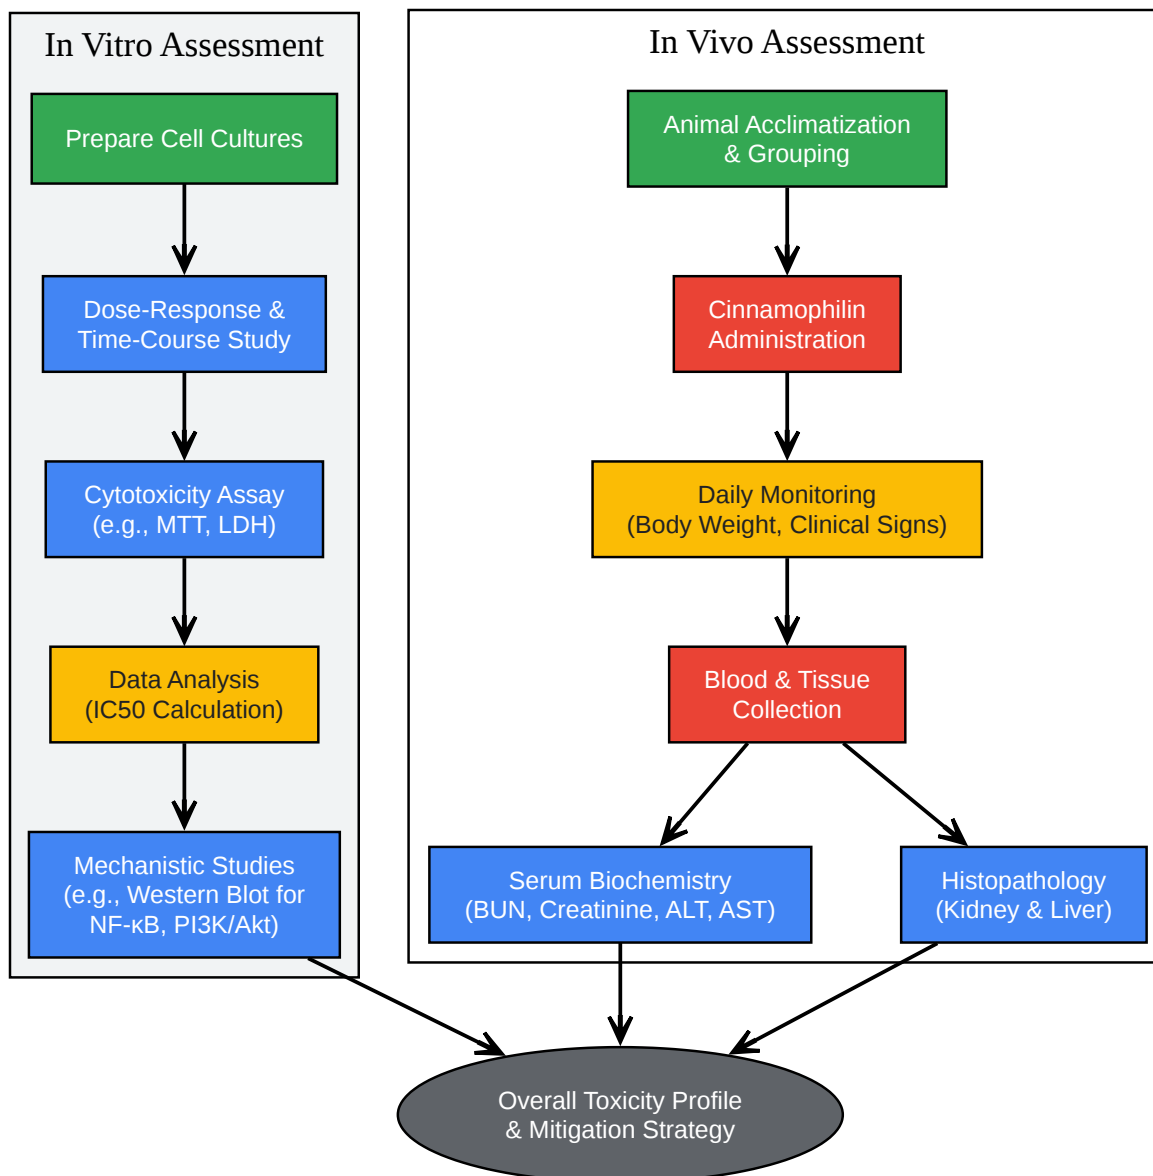 In Vitro Assessment
Prepare Cell Cultures
Dose-Response &
Time-Course Study
Cytotoxicity Assay
(e.g., MTT, LDH)
Data Analysis
(IC50 Calculation)
Mechanistic Studies
(e.g., Western Blot for
NF-κB, PI3K/Akt)
In Vivo Assessment
Animal Acclimatization
& Grouping
Cinnamophilin
Administration
Daily Monitoring
(Body Weight, Clinical Signs)
Blood & Tissue
Collection
Serum Biochemistry
(BUN, Creatinine, ALT, AST)
Histopathology
(Kidney & Liver)
Overall Toxicity Profile
& Mitigation Strategy